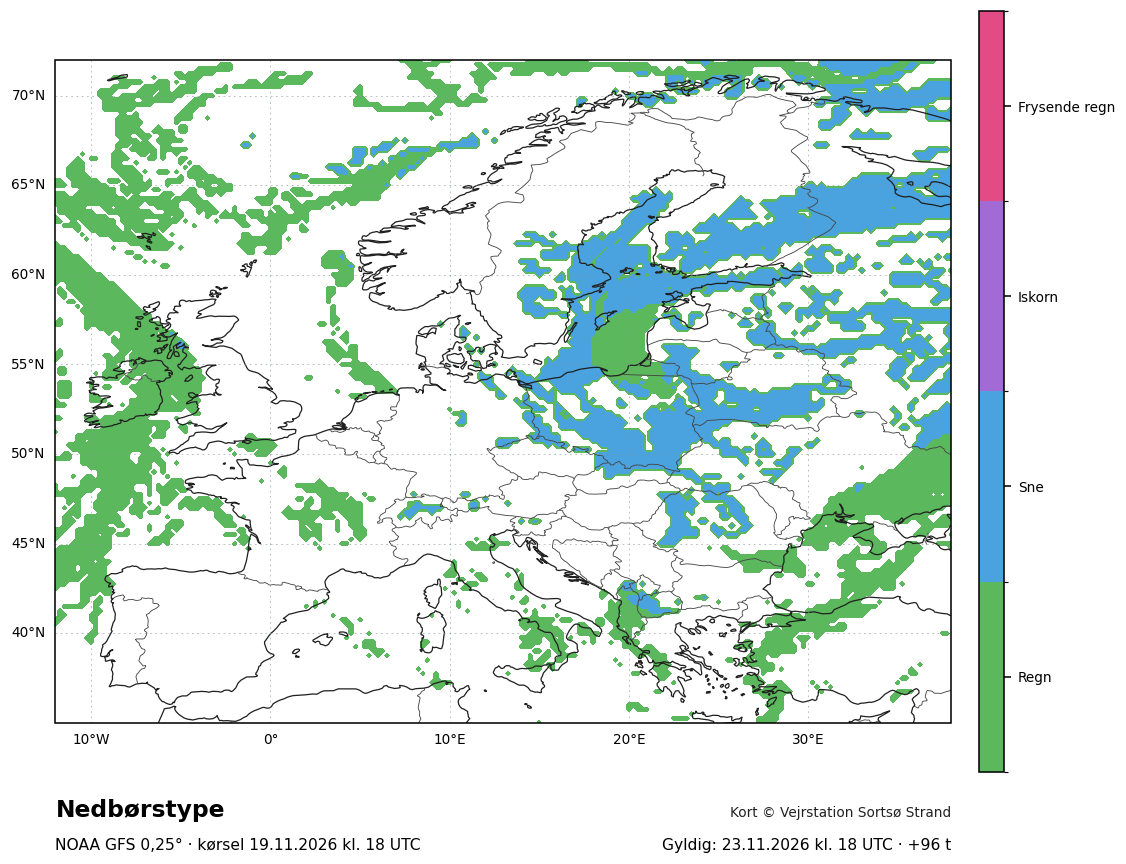 70°N
65°N
60°N
55°N
50°N
45°N
40°N
10°W
0°
10°E
20°E
30°E
Frysende regn
Iskorn
Sne
Regn
Nedbørstype
Kort © Vejrstation Sortsø Strand
NOAA GFS 0,25° · kørsel 19.11.2026 kl. 18 UTC
Gyldig: 23.11.2026 kl. 18 UTC · +96 t